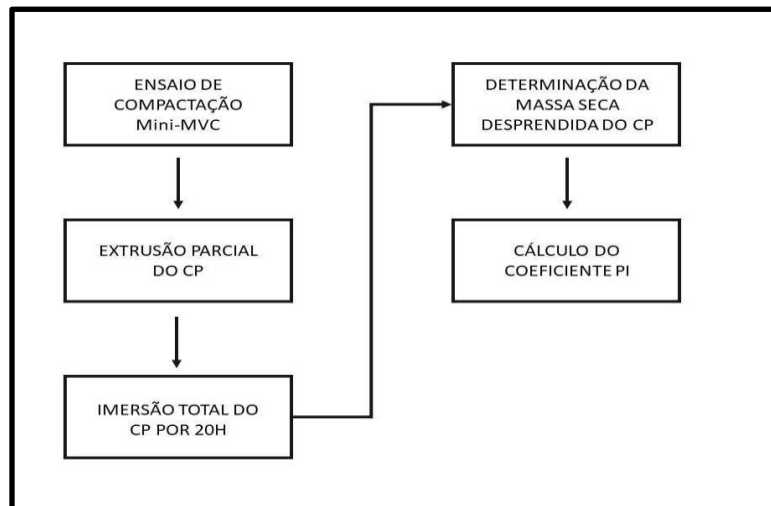 ENSAIO DE
COMPACTAÇÃO
Mini-MVC
EXTRUSÃO PARCIAL
DO CP
IMERSÃO TOTAL DO
CP POR 20H
DETERMINAÇÃO DA
MASSA SECA
DESPRENDIDA DO CP
CÁLCULO DO
COEFICIENTE PI